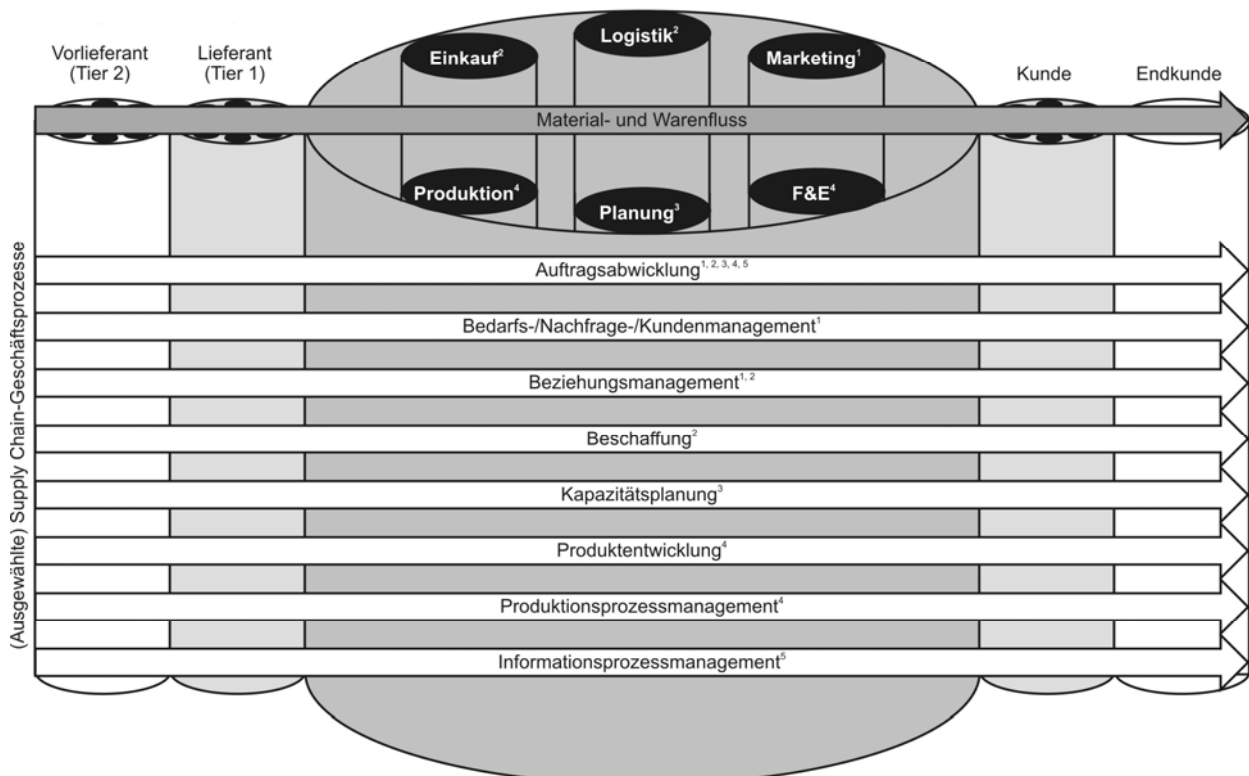 Vorlieferant
(Tier 2)
Lieferant
(Tier 1)
Einkauf²
Logistik²
Marketing¹
Kunde
Endkunde
Material- und Warenfluss
Produktion⁴
Planung³
F&E⁴
(Ausgewählte) Supply Chain-Geschäftsprozesse
Auftragsabwicklung¹, ², ³, ⁴, ⁵
Bedarfs-/Nachfrage-/Kundenmanagement¹
Beziehungsmanagement¹, ²
Beschaffung²
Kapazitätsplanung³
Produktentwicklung⁴
Produktionsprozessmanagement⁴
Informationsprozessmanagement⁵